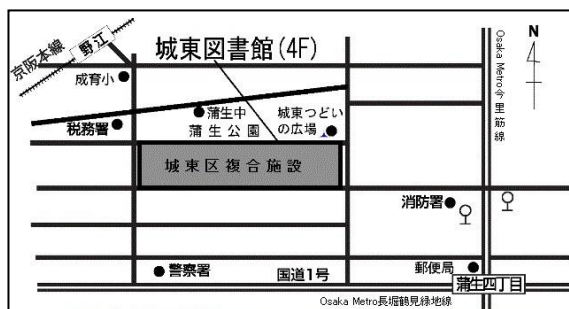 京阪本線
野江
城東図書館(4F)
N
Osaka Metro今里筋線
成育小
蒲生中
城東つどい
の広場
税務署
蒲生公園
城東区複合施設
消防署
警察署
国道1号
郵便局
蒲生四丁目
Osaka Metro長堀鶴見緑地線